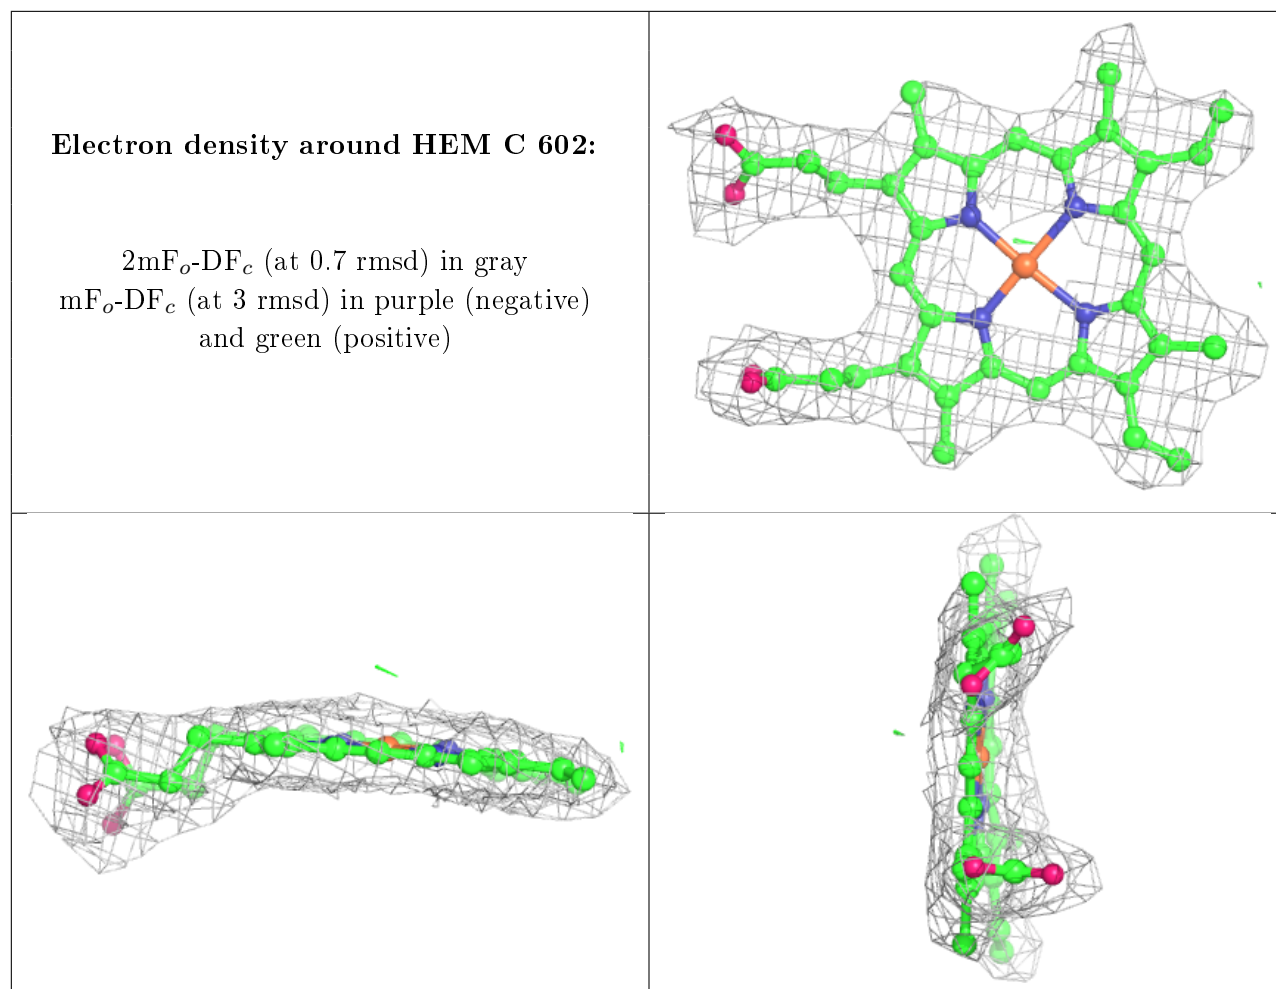 Electron density around HEM C 602:
2mFₒ-DF𝒸 (at 0.7 rmsd) in gray
mFₒ-DF𝒸 (at 3 rmsd) in purple (negative)
and green (positive)